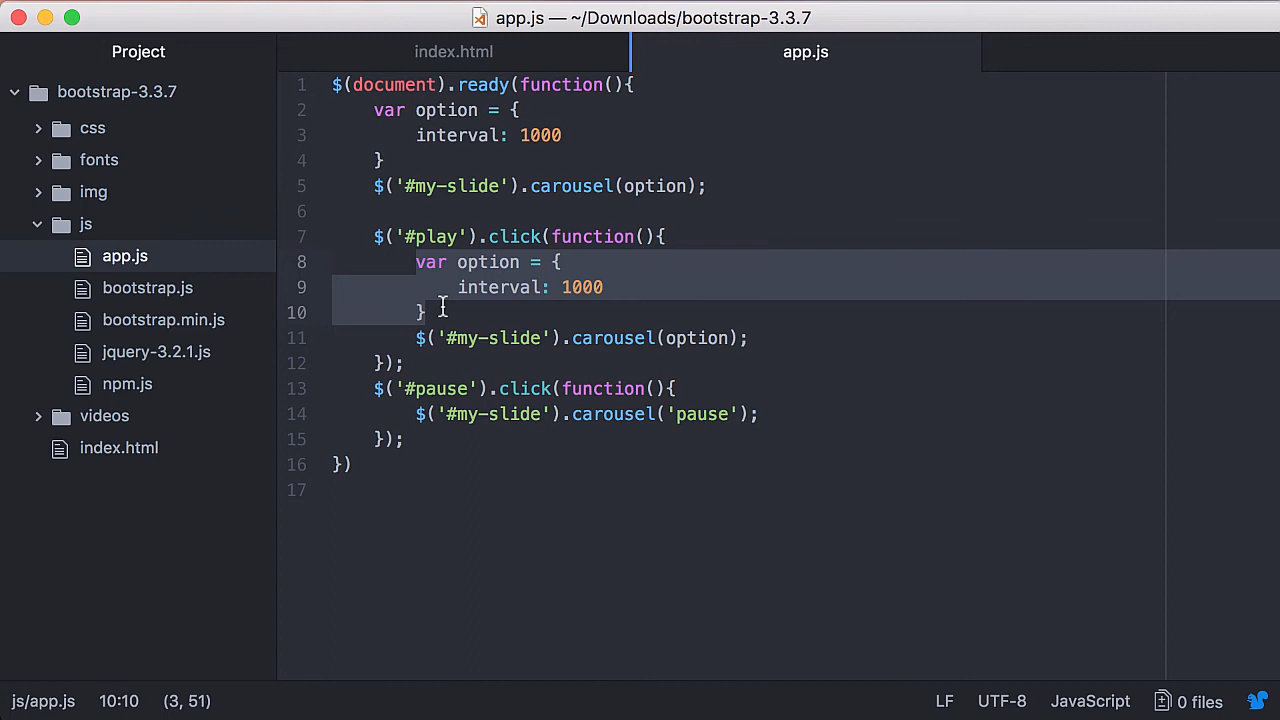 app.js — ~/Downloads/bootstrap-3.3.7
Project
index.html
app.js
bootstrap-3.3.7
css
fonts
img
js
app.js
bootstrap.js
bootstrap.min.js
jquery-3.2.1.js
npm.js
videos
index.html
1 $(document).ready(function(){
2     var option = {
3         interval: 1000
4     }
5     $('#my-slide').carousel(option);
6
7     $('#play').click(function(){
8         var option = {
9             interval: 1000
10         }
11         $('#my-slide').carousel(option);
12     });
13     $('#pause').click(function(){
14         $('#my-slide').carousel('pause');
15     });
16 })
17
js/app.js 10:10 (3, 51) LF UTF-8 JavaScript 0 files